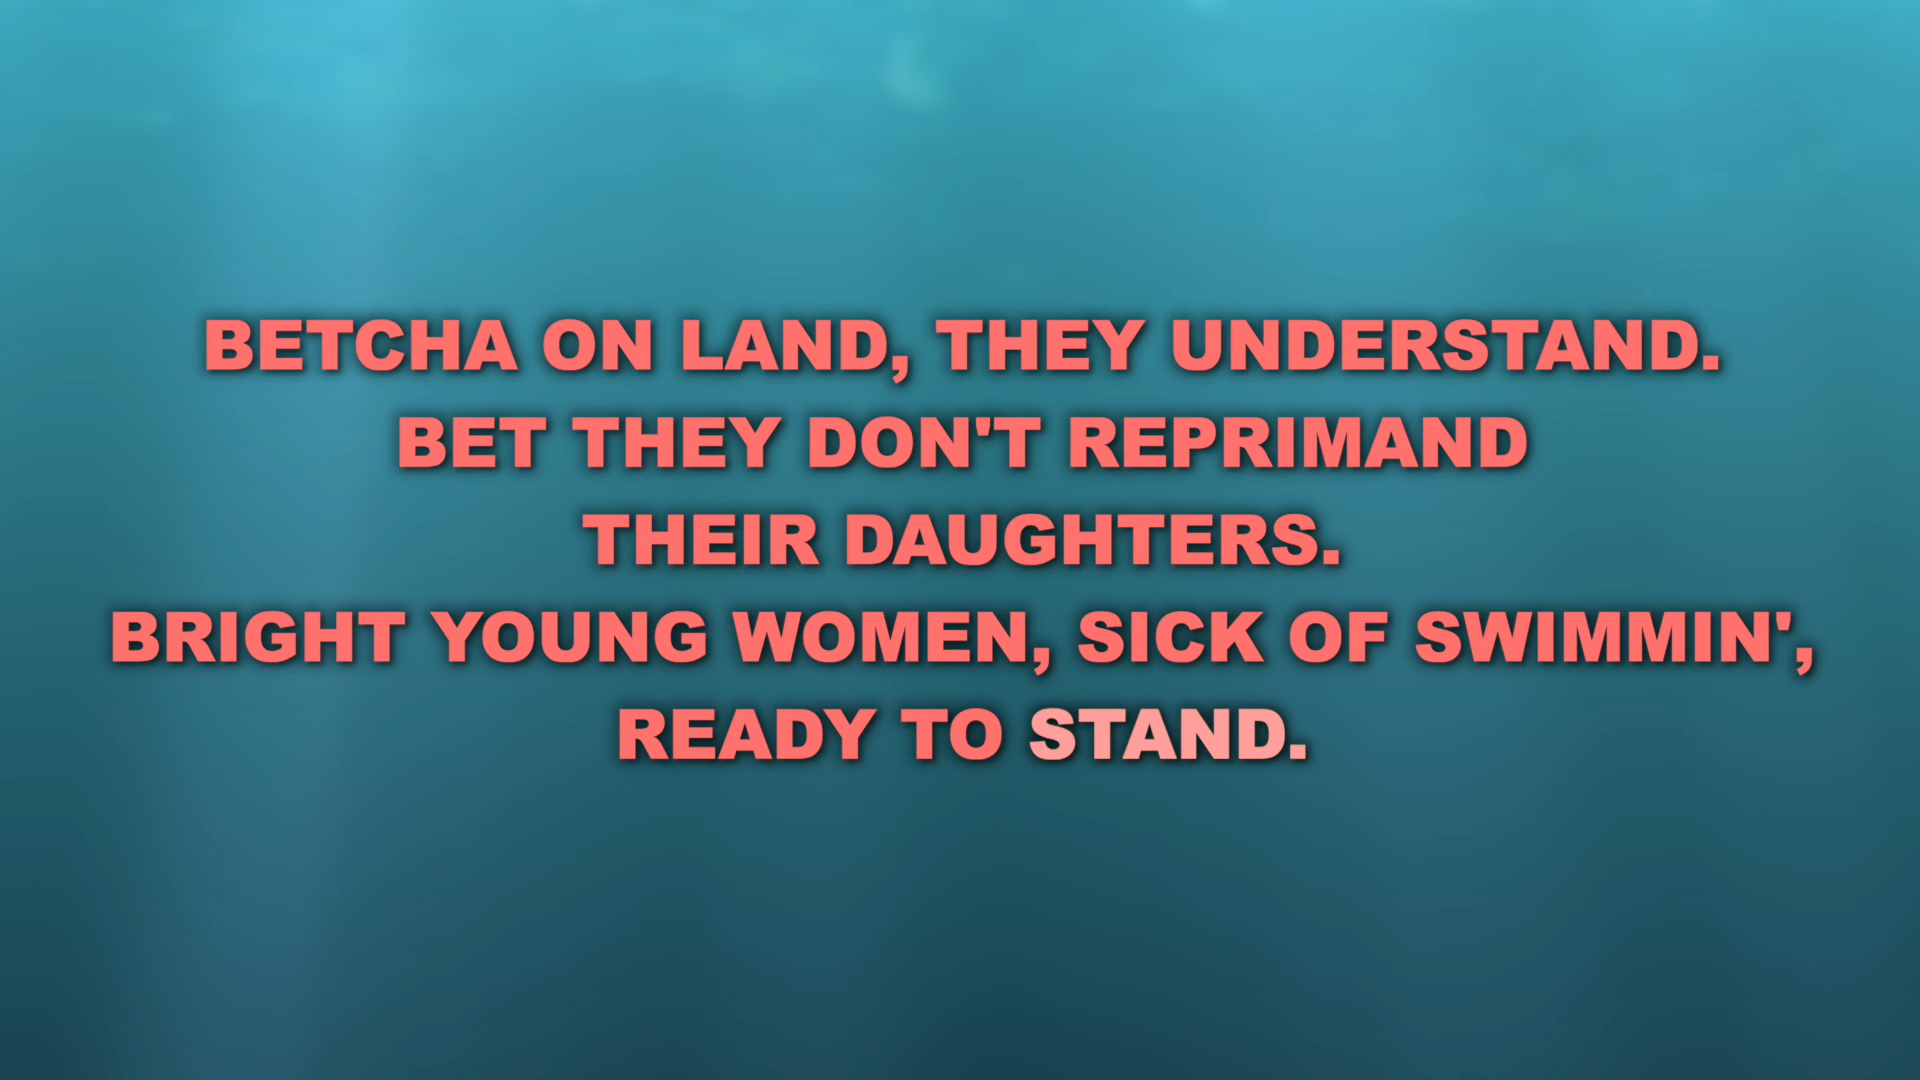 BETCHA ON LAND, THEY UNDERSTAND.
BET THEY DON'T REPRIMAND
THEIR DAUGHTERS.
BRIGHT YOUNG WOMEN, SICK OF SWIMMIN',
READY TO STAND.